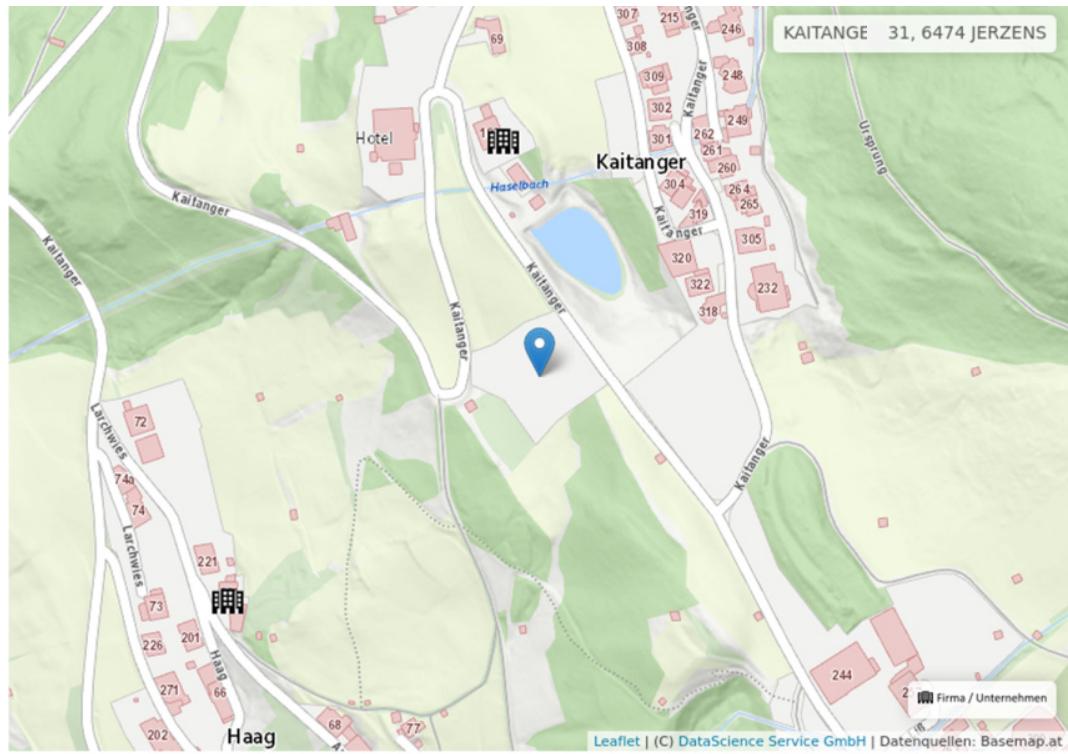 KAITANGE 31, 6474 JERZENS
307
215
246
nger
69
308
309
248
302
Kaitanger
249
301
262
261
Hotel
Kaitanger
260
Ursprung
Haselbach
304
264
265
Kaitanger
319
Kaitanger
305
320
Kaitanger
322
232
318
Kaitanger
Kaitanger
72
Larchwies
74a
74
Kaitanger
221
Larchwies
73
226
201
Haag
271
66
244
Firma / Unternehmen
202
Haag
68
77
Leaflet | (C) DataScience Service GmbH | Datenquellen: Basemap.at